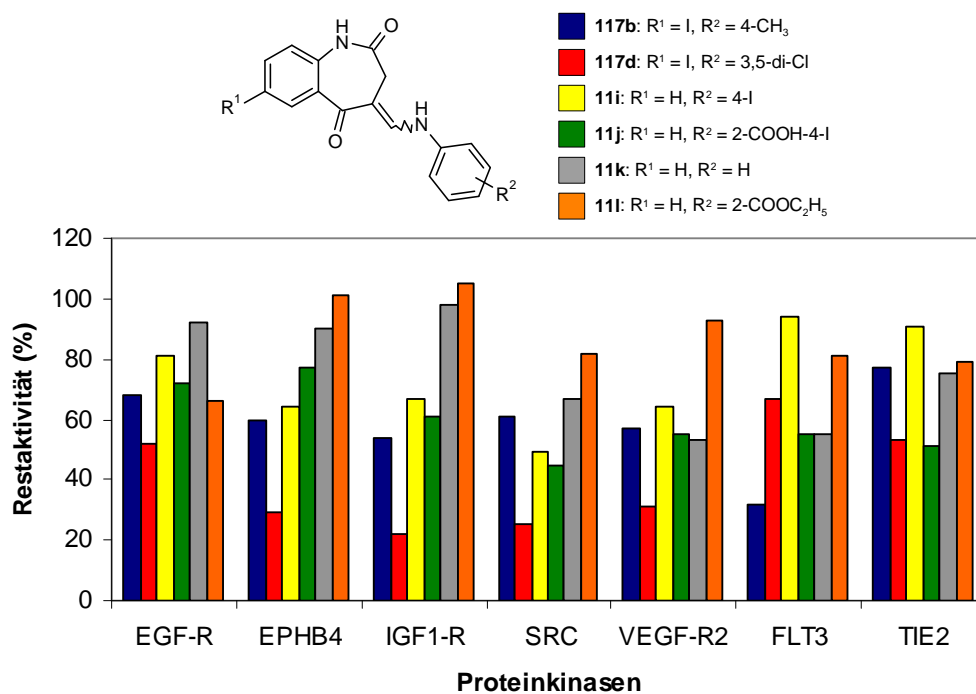 NH
O
R¹
O
H
N
R²
117b: R¹ = I, R² = 4-CH₃
117d: R¹ = I, R² = 3,5-di-Cl
11i: R¹ = H, R² = 4-I
11j: R¹ = H, R² = 2-COOH-4-I
11k: R¹ = H, R² = H
11l: R¹ = H, R² = 2-COOC₂H₅
Restaktivität (%)
120
100
80
60
40
20
0
EGF-R EPHB4 IGF1-R SRC VEGF-R2 FLT3 TIE2
Proteinkinasen